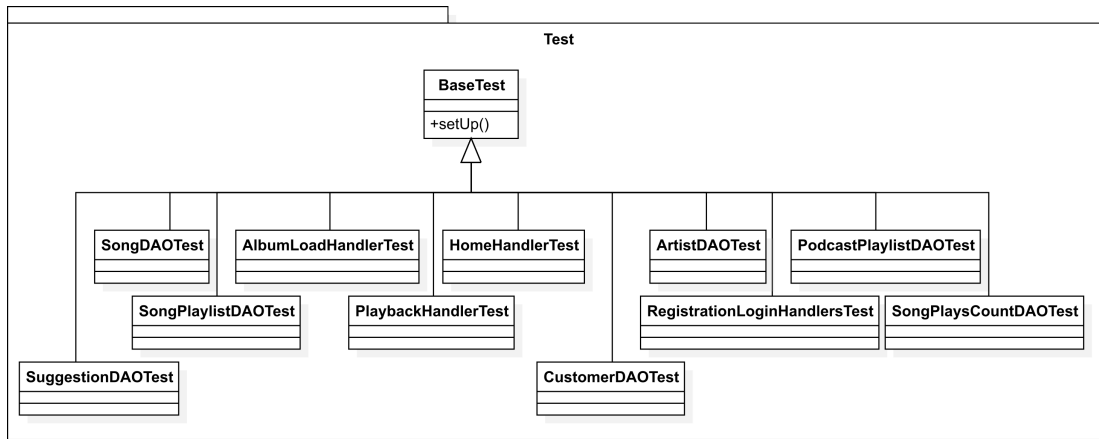 Test
BaseTest
+setUp()
SongDAOTest
AlbumLoadHandlerTest
HomeHandlerTest
ArtistDAOTest
PodcastPlaylistDAOTest
SongPlaylistDAOTest
PlaybackHandlerTest
RegistrationLoginHandlersTest
SongPlaysCountDAOTest
SuggestionDAOTest
CustomerDAOTest